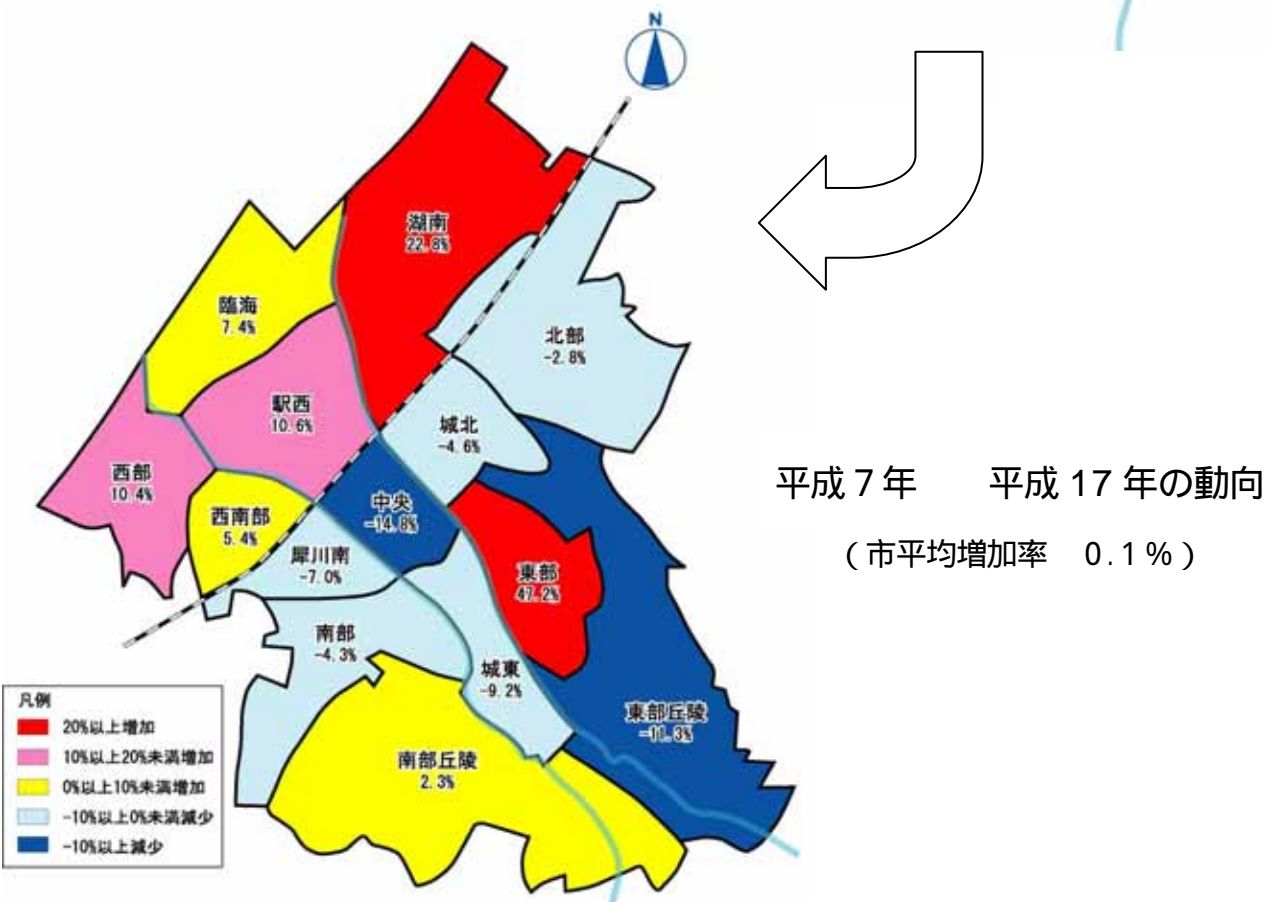 N
湖南
22.8%
臨海
7.4%
北部
-2.8%
駅西
10.6%
城北
-4.6%
西部
10.4%
中央
-14.8%
西南部
5.4%
犀川南
-7.0%
東部
47.2%
南部
-4.3%
城東
-9.2%
東部丘陵
-11.3%
南部丘陵
2.3%
平成7年 平成17年の動向
(市平均増加率 0.1%)
凡例
20%以上増加
10%以上20%未満増加
0%以上10%未満増加
-10%以上0%未満減少
-10%以上減少